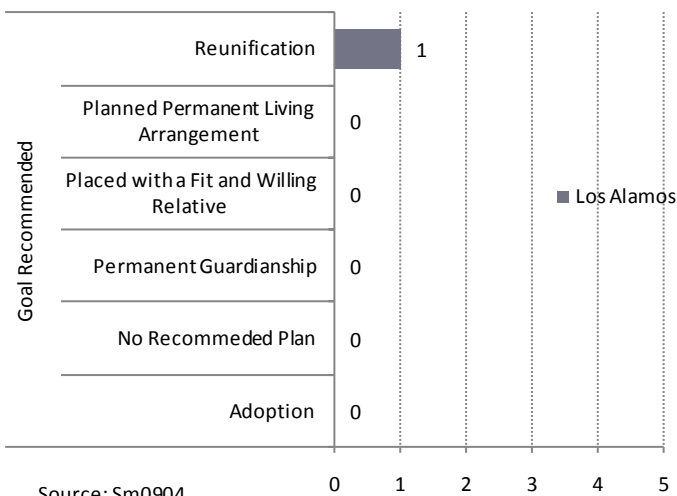 Goal Recommended
Reunification
1
Planned Permanent Living
Arrangement
0
Placed with a Fit and Willing
Relative
0
Permanent Guardianship
0
No Recommeded Plan
0
Adoption
0
Los Alamos
0 1 2 3 4 5
Source: Sm0904